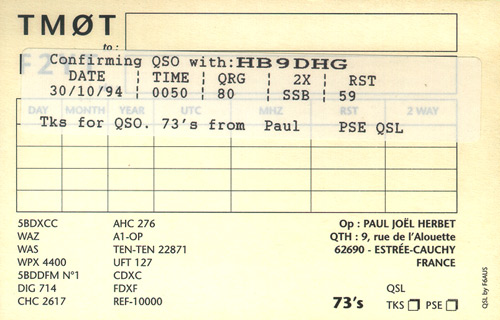 TMØT
to:
Confirming QSO with: HB9DHG
DATE TIME QRG 2X RST
30/10/94 0050 80 SSB 59
DAY MONTH YEAR UTC MHZ RST 2 WAY
Tks for QSO. 73's from Paul PSE QSL
5BDXCC AHC 276
WAZ A1-OP
WAS TEN-TEN 22871
WPX 4400 UFT 127
5BDDFM N°1 CDXC
DIG 714 FDXF
CHC 2617 REF-10000
Op : PAUL JOËL HERBET
QTH : 9, rue de l'Alouette
62690 - ESTRÉE-CAUCHY
FRANCE
73's
QSL
TKS PSE
QSL by F6AUS